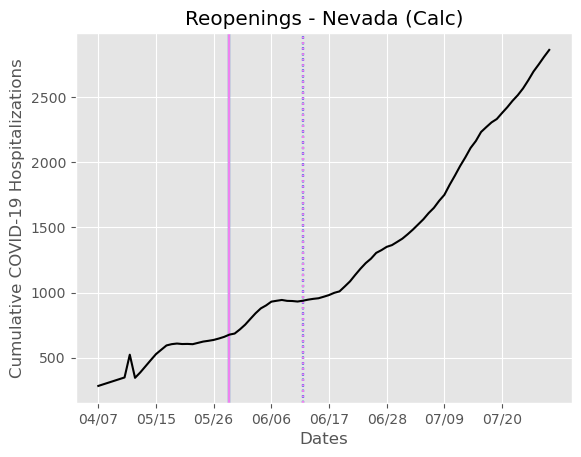 Reopenings - Nevada (Calc)
Cumulative COVID-19 Hospitalizations
2500
2000
1500
1000
500
04/07 05/15 05/26 06/06 06/17 06/28 07/09 07/20
Dates